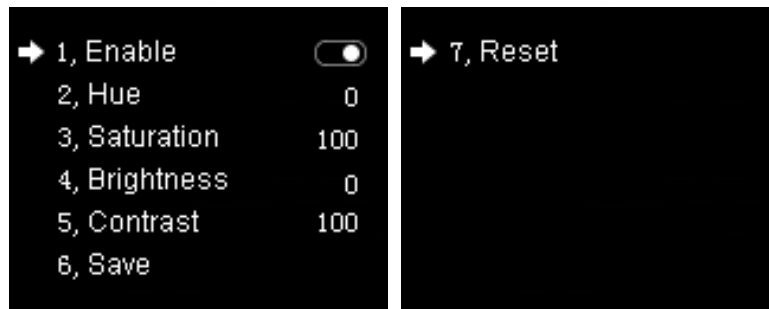 1, Enable
2, Hue 0
3, Saturation 100
4, Brightness 0
5, Contrast 100
6, Save
7, Reset